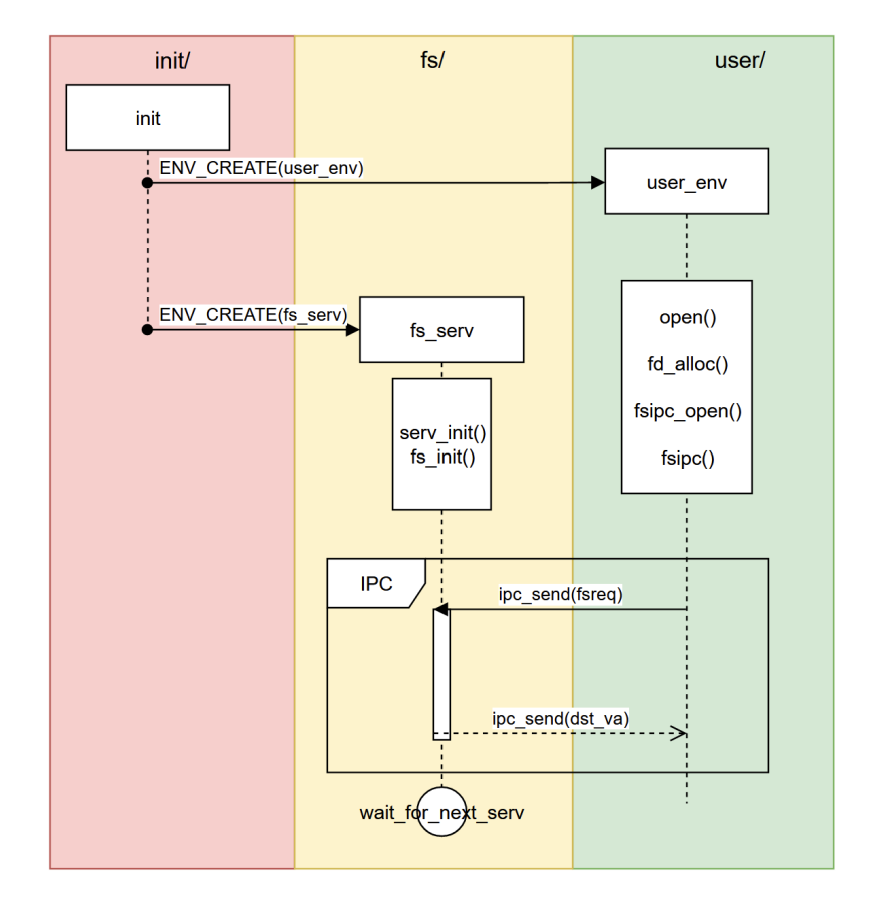 init/
fs/
user/
init
ENV_CREATE(user_env)
user_env
ENV_CREATE(fs_serv)
fs_serv
open()
fd_alloc()
fsipc_open()
fsipc()
serv_init()
fs_init()
IPC
ipc_send(fsreq)
ipc_send(dst_va)
wait_for_next_serv